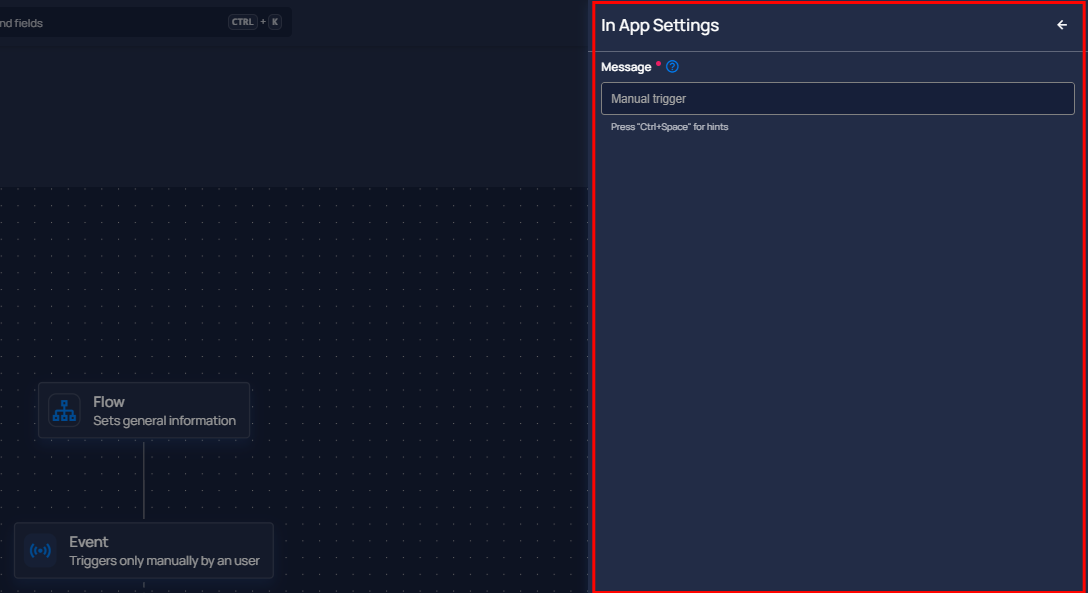 nd fields
CTRL + K
In App Settings
Message *
Manual trigger
Press "Ctrl+Space" for hints
Flow
Sets general information
Event
Triggers only manually by an user